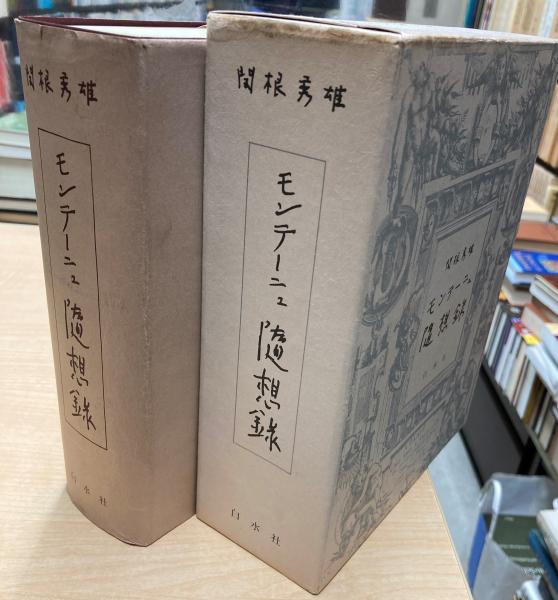 関根秀雄
モンテーニュ随想録
白水社
関根秀雄
モンテーニュ随想録
白水社
関根秀雄
モンテーニュ
随想録
白水社